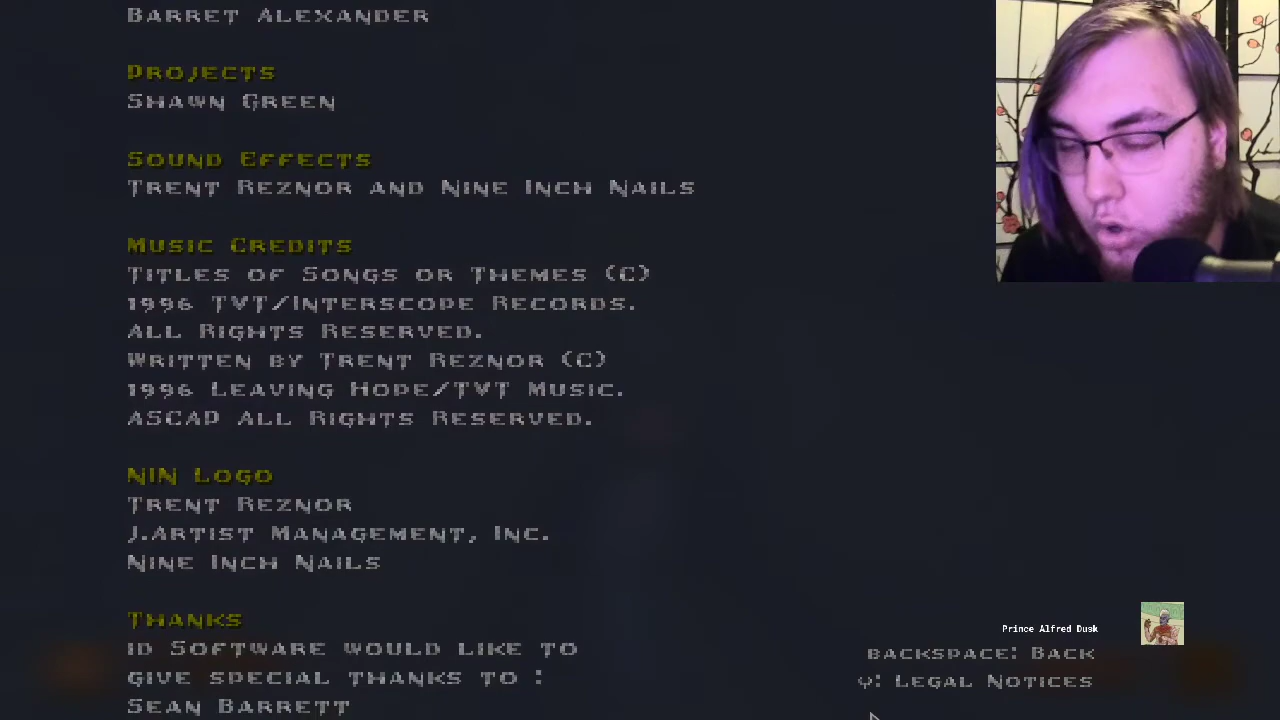 Barret Alexander
Projects
Shawn Green
Sound Effects
Trent Reznor and Nine Inch Nails
Music Credits
Titles of Songs or Themes (C)
1996 TVT/Interscope Records.
All Rights Reserved.
Written by Trent Reznor (C)
1996 Leaving Hope/TVT Music.
ASCAP All Rights Reserved.
NIN Logo
Trent Reznor
J.Artist Management, Inc.
Nine Inch Nails
Thanks
id Software would like to
give special thanks to :
Sean Barrett
Prince Alfred Dusk
backspace: Back
Q: Legal Notices